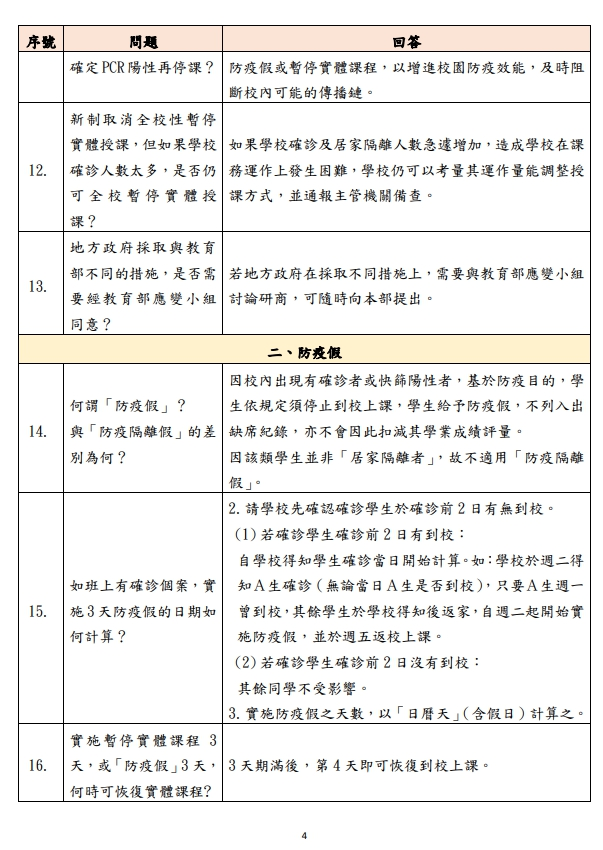 序號 問題 回答
確定 PCR 陽性再停課？
防疫假或暫停實體課程，以增進校園防疫效能，及時阻
斷校內可能的傳播鏈。
12.
新制取消全校性暫停
實體授課，但如果學校
確診人數太多，是否仍
可全校暫停實體授
課？
如果學校確診及居家隔離人數急遽增加，造成學校在課
務運作上發生困難，學校仍可以考量其運作量能調整授
課方式，並通報主管機關備查。
13.
地方政府採取與教育
部不同的措施，是否需
要經教育部應變小組
同意？
若地方政府在採取不同措施上，需要與教育部應變小組
討論研商，可隨時向本部提出。
二、防疫假
14.
何謂「防疫假」？
與「防疫隔離假」的差
別為何？
因校內出現有確診者或快篩陽性者，基於防疫目的，學
生依規定須停止到校上課，學生給予防疫假，不列入出
缺席紀錄，亦不會因此扣減其學業成績評量。
因該類學生並非「居家隔離者」，故不適用「防疫隔離
假」。
15.
如班上有確診個案，實
施 3 天防疫假的日期如
何計算？
2. 請學校先確認確診學生於確診前 2 日有無到校。
(1) 若確診學生確診前 2 日有到校：
自學校得知學生確診當日開始計算。如：學校於週二得
知 A 生確診（無論當日 A 生是否到校），只要 A 生週一
曾到校，其餘學生於學校得知後返家，自週二起開始實
施防疫假，並於週五返校上課。
(2) 若確診學生確診前 2 日沒有到校：
其餘同學不受影響。
3. 實施防疫假之天數，以「日曆天」（含假日）計算之。
16.
實施暫停實體課程 3
天，或「防疫假」3 天，
何時可恢復實體課程?
3 天期滿後，第 4 天即可恢復到校上課。
4